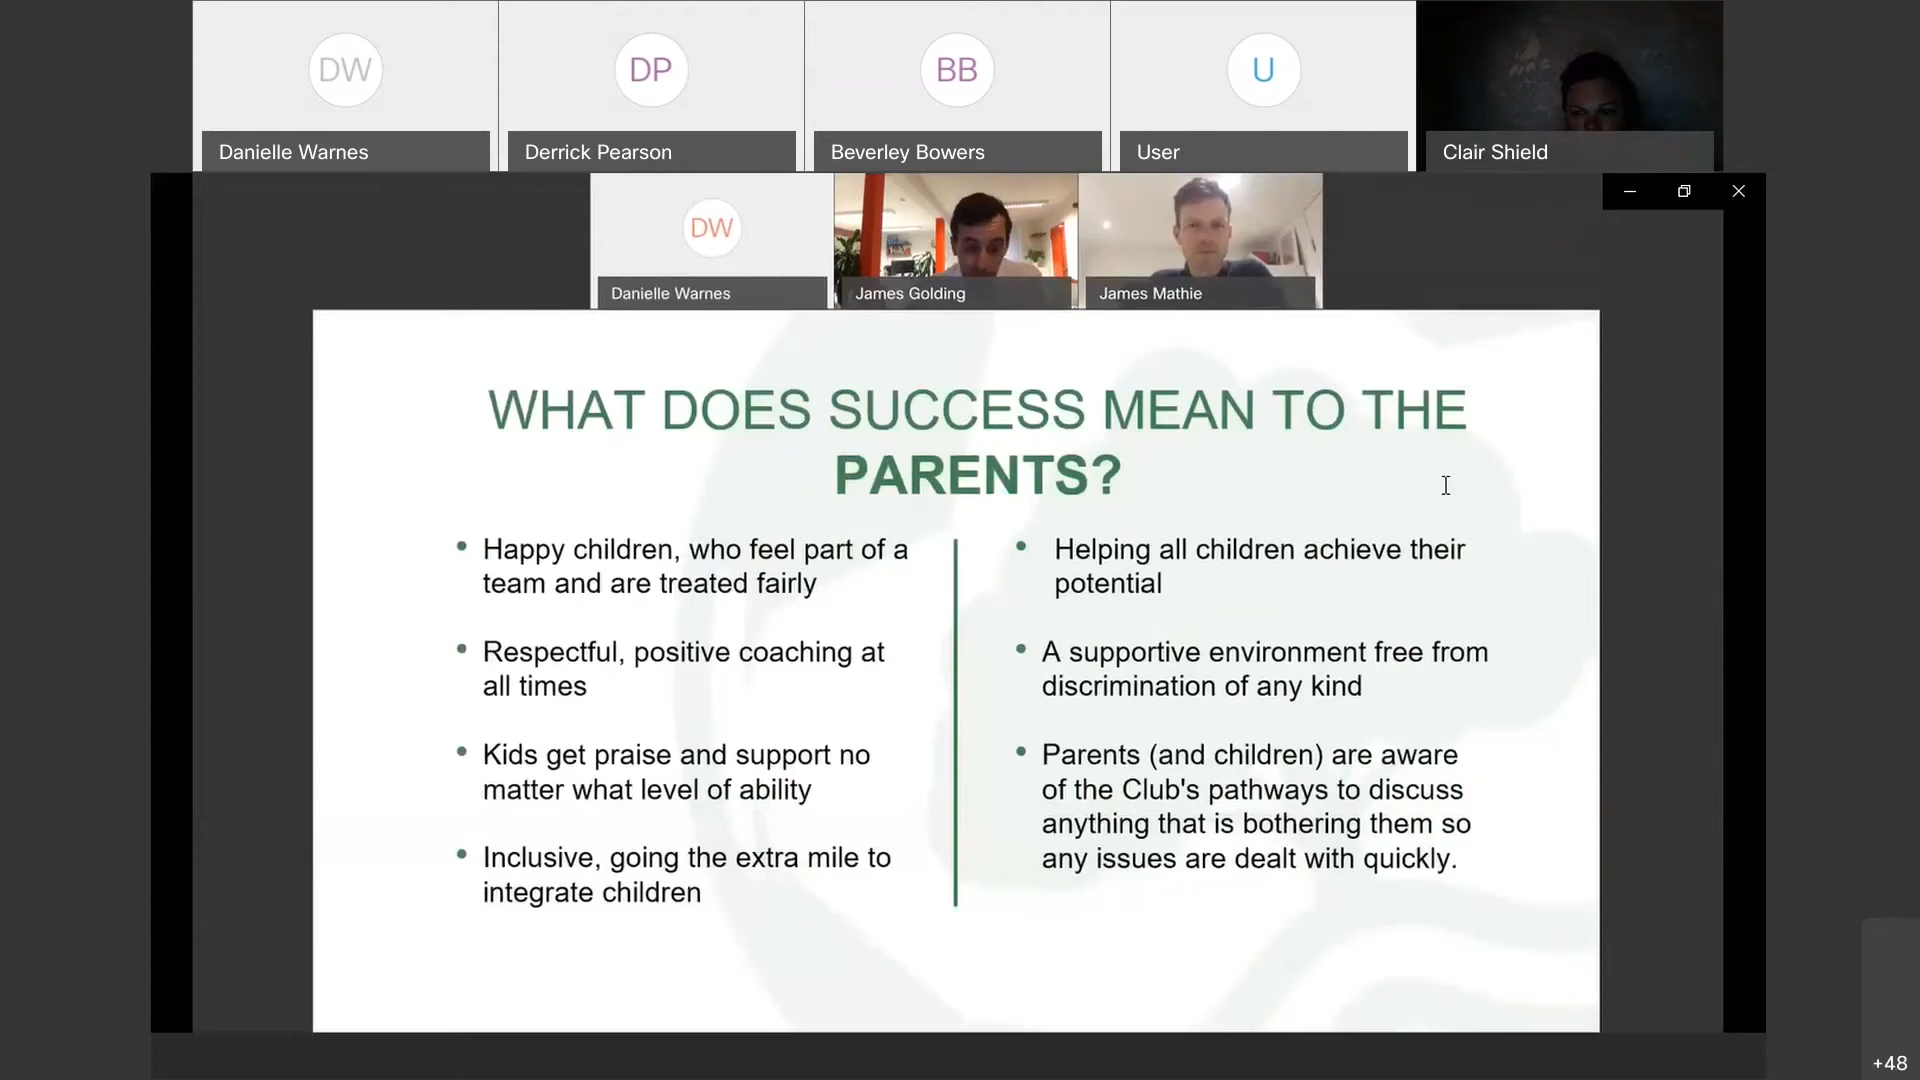 DW
DP
BB
U
Danielle Warnes
Derrick Pearson
Beverley Bowers
User
Clair Shield
DW
Danielle Warnes
James Golding
James Mathie
WHAT DOES SUCCESS MEAN TO THE
PARENTS?
• Happy children, who feel part of a
team and are treated fairly
• Respectful, positive coaching at
all times
• Kids get praise and support no
matter what level of ability
• Inclusive, going the extra mile to
integrate children
• Helping all children achieve their
potential
• A supportive environment free from
discrimination of any kind
• Parents (and children) are aware
of the Club's pathways to discuss
anything that is bothering them so
any issues are dealt with quickly.
+48